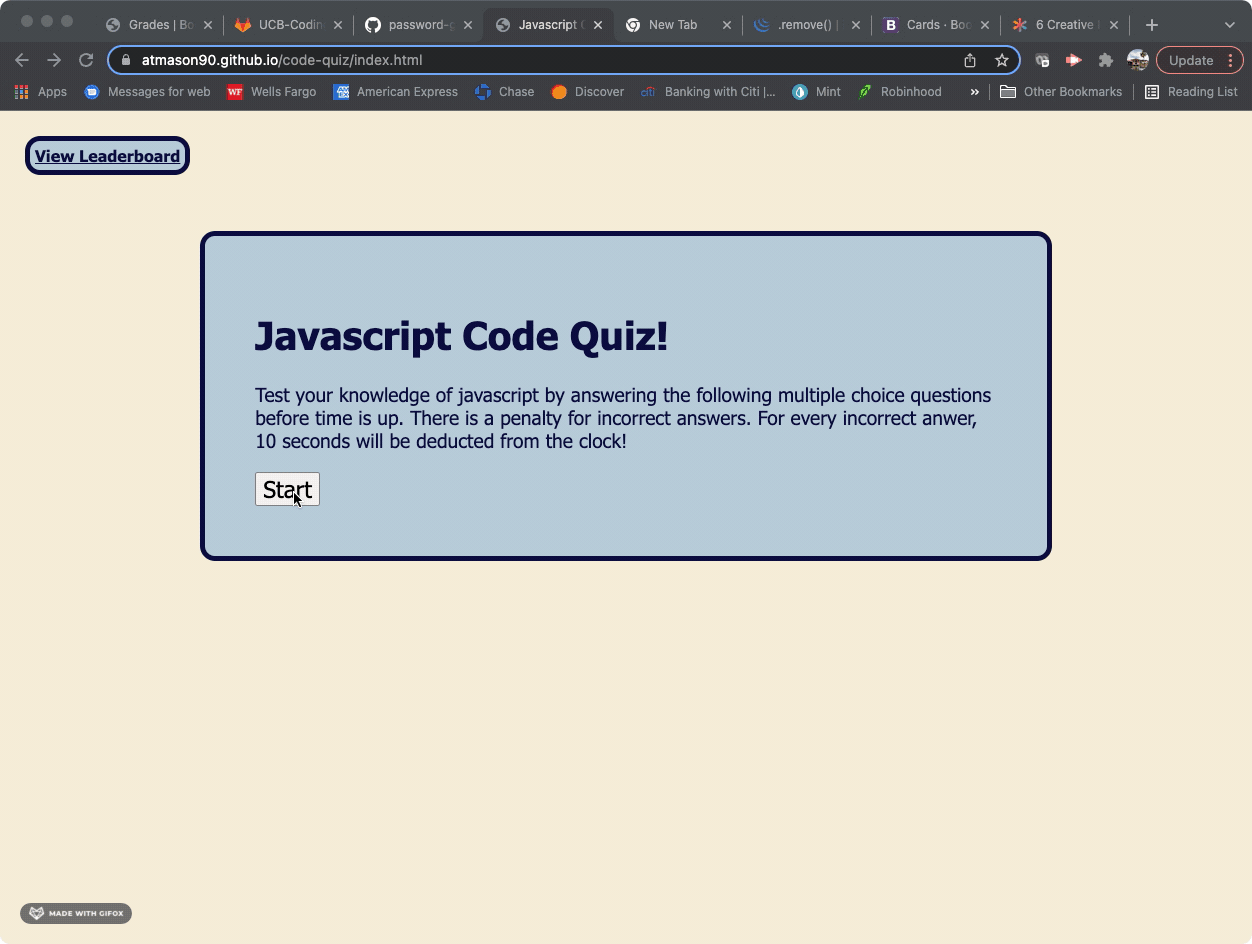 Grades | Bo
UCB-Codin
password-g
Javascript C
New Tab
.remove() |
Cards · Boo
6 Creative
atmason90.github.io/code-quiz/index.html
Update
Apps
Messages for web
WF
Wells Fargo
American Express
Chase
Discover
citi
Banking with Citi |...
Mint
Robinhood
»
Other Bookmarks
Reading List
View Leaderboard
Javascript Code Quiz!
Test your knowledge of javascript by answering the following multiple choice questions
before time is up. There is a penalty for incorrect answers. For every incorrect anwer,
10 seconds will be deducted from the clock!
Start
MADE WITH GIFOX